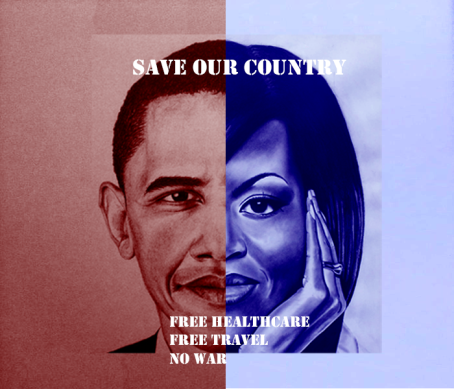 SAVE OUR COUNTRY
FREE HEALTHCARE
FREE TRAVEL
NO WAR